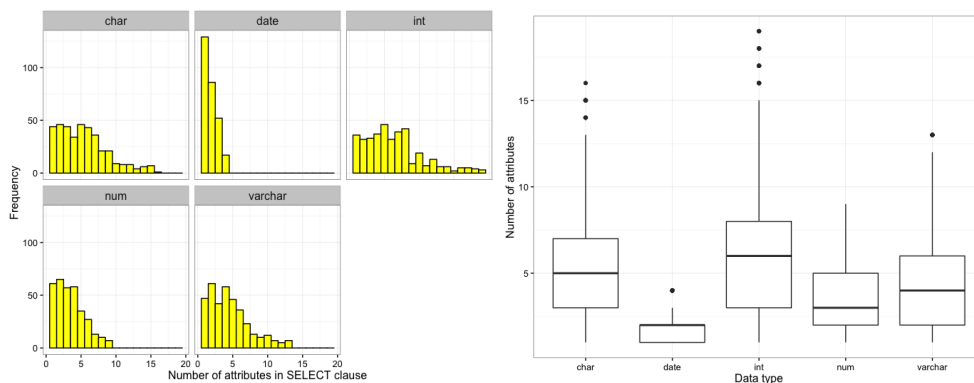 char date int
100
50
0
num varchar
100
50
0
0 5 10 15 20 0 5 10 15 20
Frequency
Number of attributes in SELECT clause
15
10
5
Number of attributes
char date int num varchar
Data type